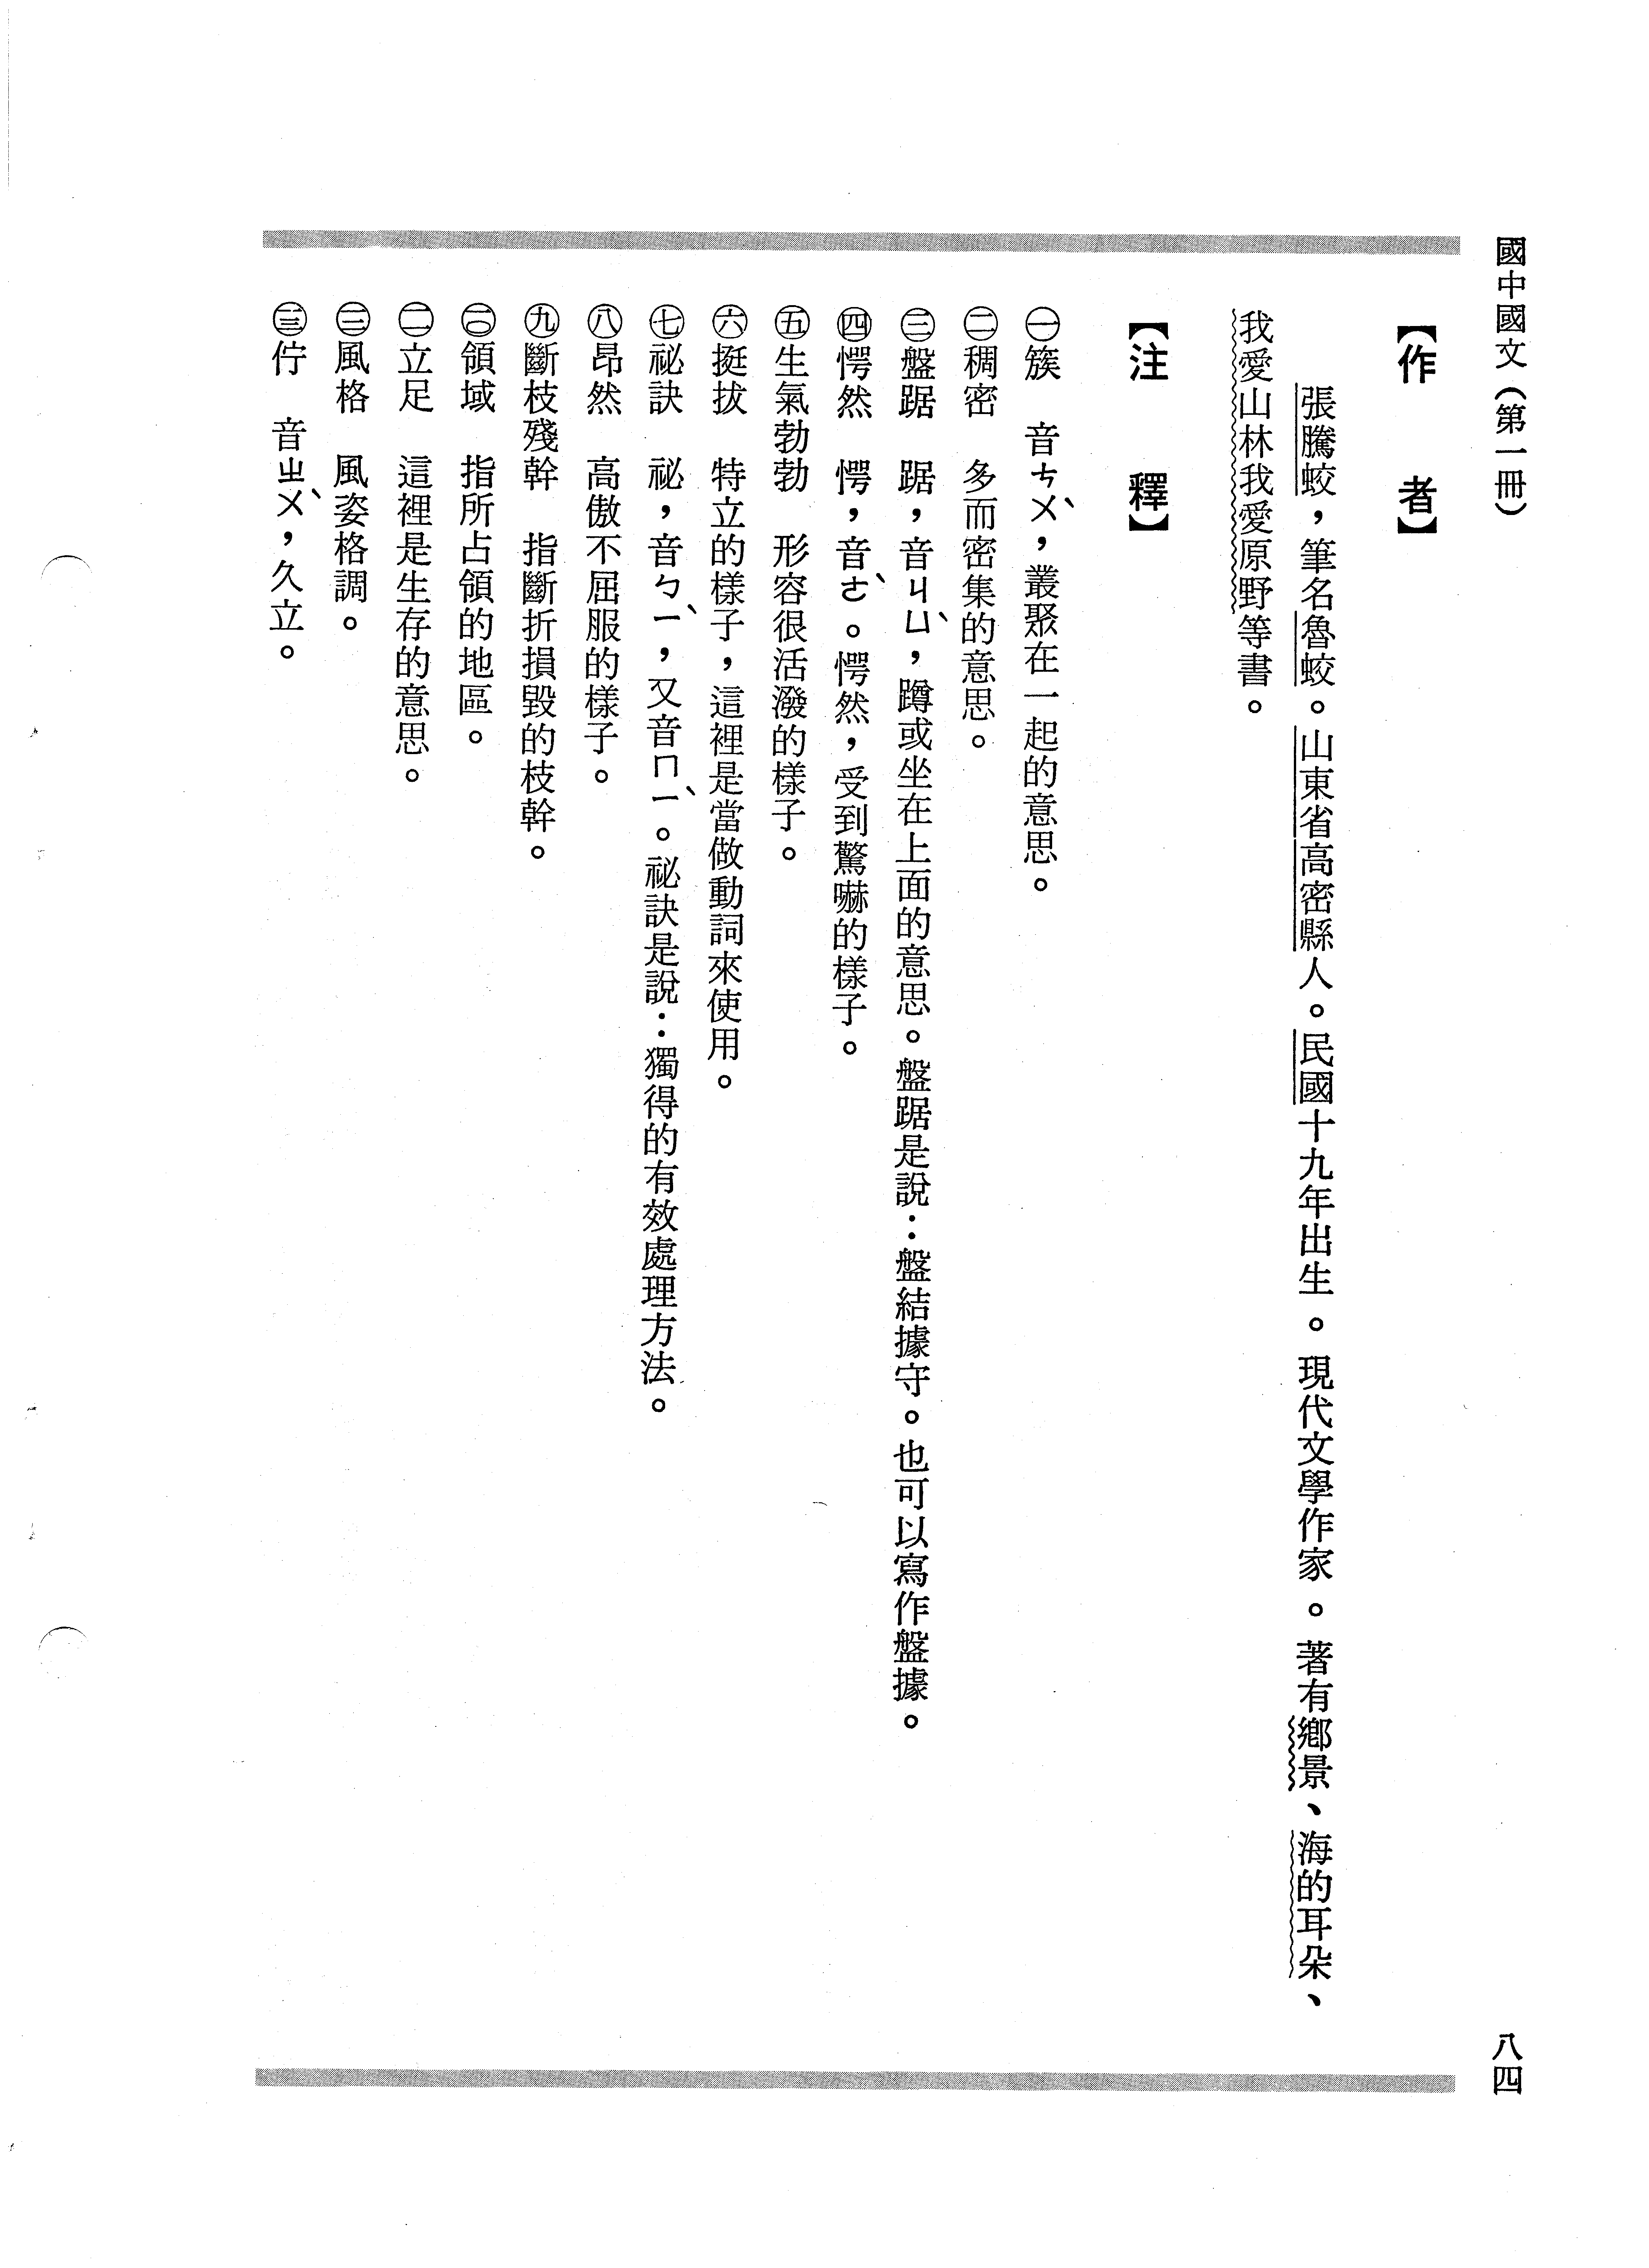 國中國文(第一冊)
八四
【作者】
張騰蛟，筆名魯蛟。山東省高密縣人。民國十九年出生。現代文學作家。著有鄉景、海的耳朵、
我愛山林我愛原野等書。
【注釋】
㊀簇　音ㄘㄨˋ，叢聚在一起的意思。
㊁稠密　多而密集的意思。
㊂盤踞　踞，音ㄐㄩˋ，蹲或坐在上面的意思。盤踞是說：盤結據守。也可以寫作盤據。
㊃愕然　愕，音ㄜˋ。愕然，受到驚嚇的樣子。
㊄生氣勃勃　形容很活潑的樣子。
㊅挺拔　特立的樣子，這裡是當做動詞來使用。
㊆祕訣　祕，音ㄅㄧˋ，又音ㄇㄧˋ。祕訣是說：獨得的有效處理方法。
㊇昂然　高傲不屈服的樣子。
㊈斷枝殘幹　指斷折損毀的枝幹。
(一〇)領域　指所占領的地區。
(一一)立足　這裡是生存的意思。
(一二)風格　風姿格調。
(一三)佇　音ㄓㄨˋ，久立。